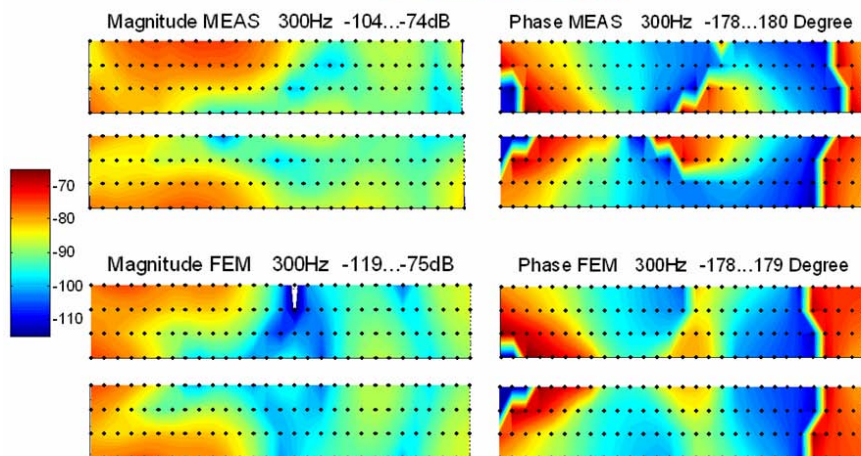 Magnitude MEAS 300Hz -104...-74dB
Phase MEAS 300Hz -178...180 Degree
-70
-80
-90
-100
-110
Magnitude FEM 300Hz -119...-75dB
Phase FEM 300Hz -178...179 Degree